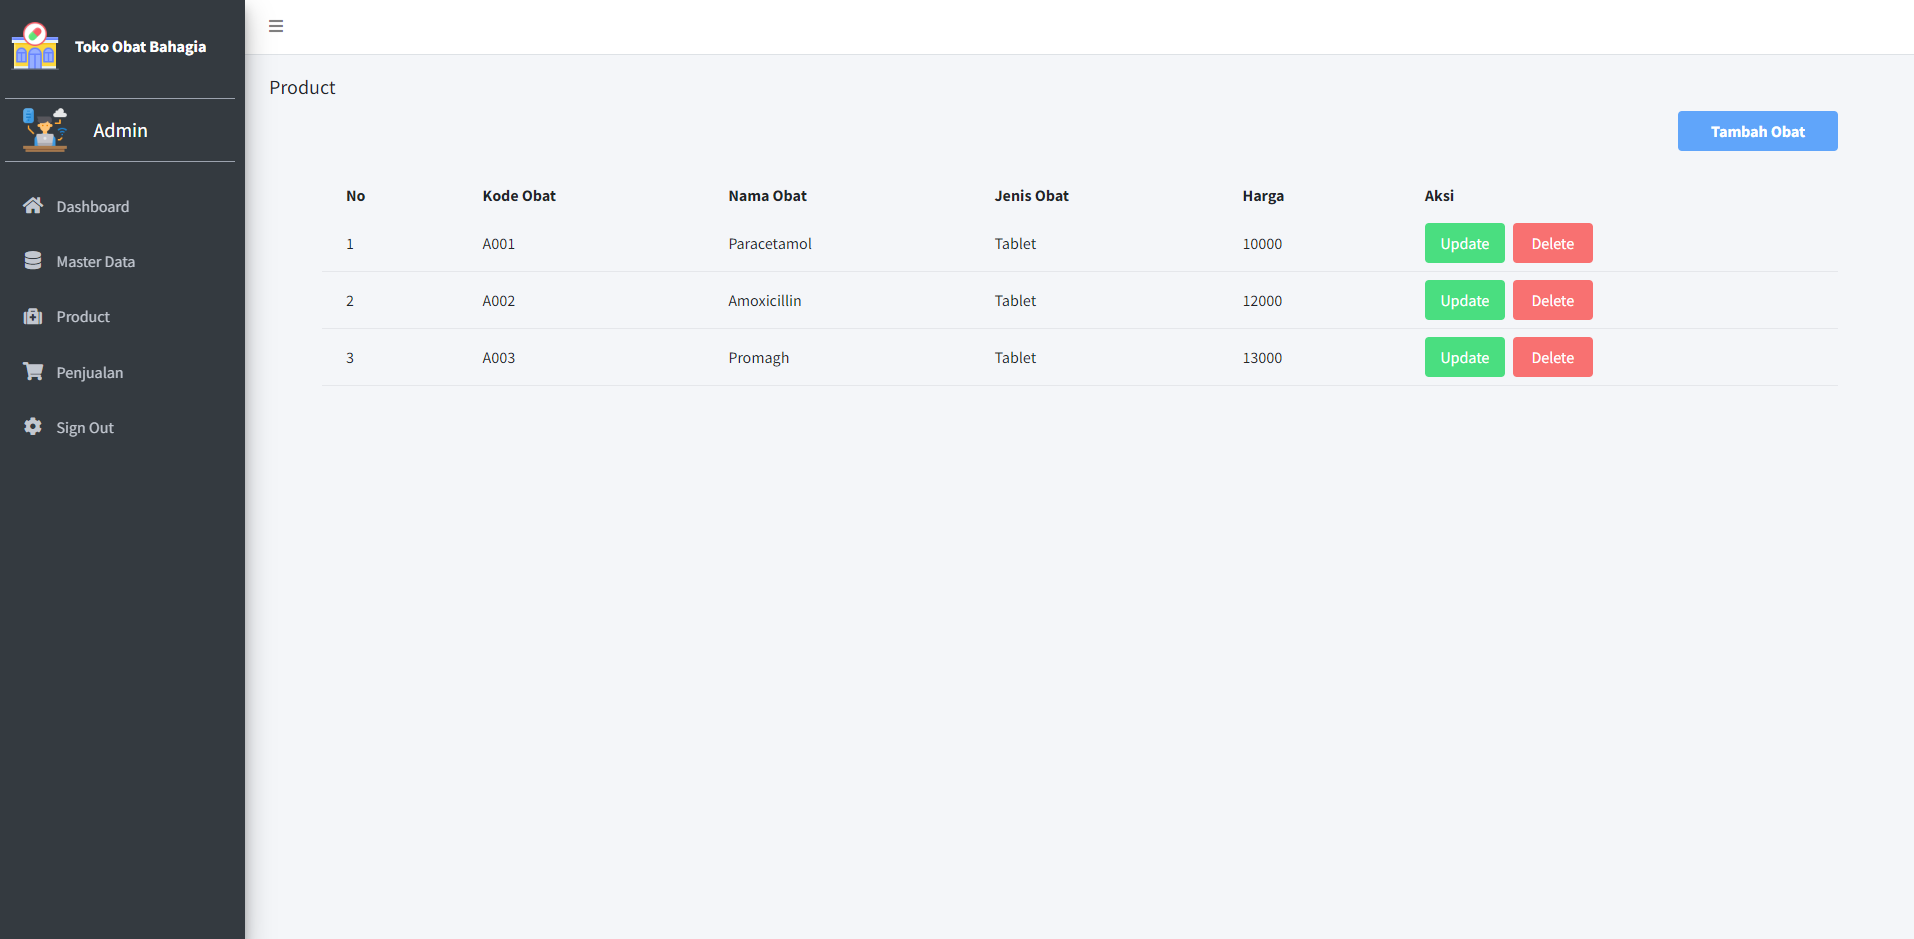 Toko Obat Bahagia
Admin
Dashboard
Master Data
Product
Penjualan
Sign Out
Product
Tambah Obat
No Kode Obat Nama Obat Jenis Obat Harga Aksi
1 A001 Paracetamol Tablet 10000 Update Delete
2 A002 Amoxicillin Tablet 12000 Update Delete
3 A003 Promagh Tablet 13000 Update Delete